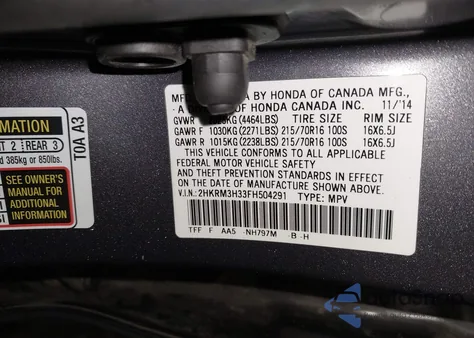 MATION
T 2 REAR 3
d 385kg or 850lbs.
SEE OWNER'S
MANUAL FOR
ADDITIONAL
INFORMATION
T0A A3
MF A BY HONDA OF CANADA MFG.,
OF HONDA CANADA INC. 11/'14
GVWR KG (4464LBS) TIRE SIZE RIM SIZE
GAWR F 1030KG (2271LBS) 215/70R16 100S 16X6.5J
GAWR R 1015KG (2238LBS) 215/70R16 100S 16X6.5J
THIS VEHICLE CONFORMS TO ALL APPLICABLE
FEDERAL MOTOR VEHICLE SAFETY
AND THEFT PREVENTION STANDARDS IN EFFECT
ON THE DATE OF MANUFACTURE SHOWN ABOVE.
V.I.N.: 2HKRM3H33FH504291 TYPE: MPV
TFF F AA5 NH797M B-H